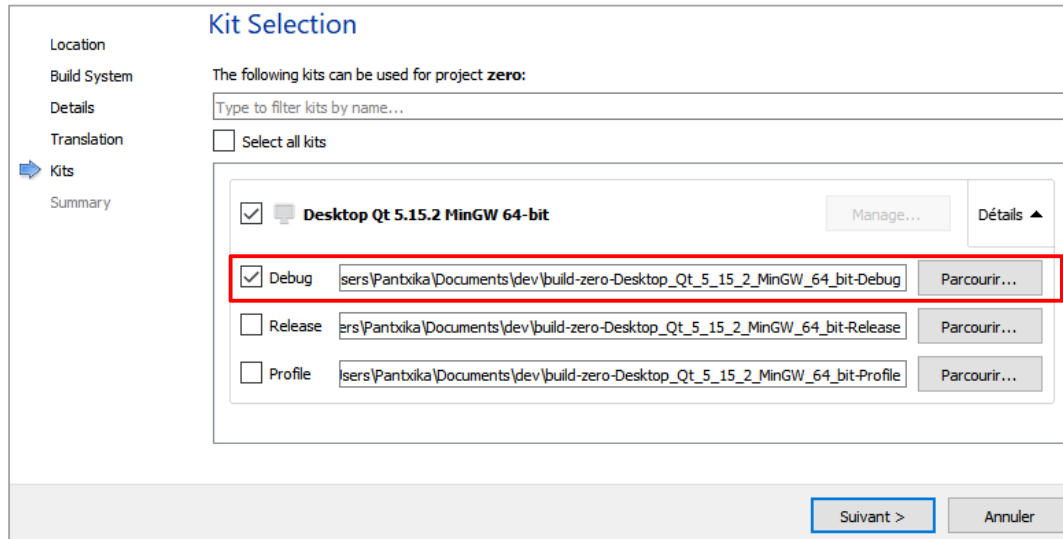 Kit Selection
Location
Build System
Details
Translation
Kits
Summary
The following kits can be used for project zero:
Type to filter kits by name...
Select all kits
Desktop Qt 5.15.2 MinGW 64-bit
Manage...
Détails
Debug
sers\Pantxika\Documents\dev\build-zero-Desktop_Qt_5_15_2_MinGW_64_bit-Debug
Parcourir...
Release
ers\Pantxika\Documents\dev\build-zero-Desktop_Qt_5_15_2_MinGW_64_bit-Release
Parcourir...
Profile
Jsers\Pantxika\Documents\dev\build-zero-Desktop_Qt_5_15_2_MinGW_64_bit-Profile
Parcourir...
Suivant >
Annuler